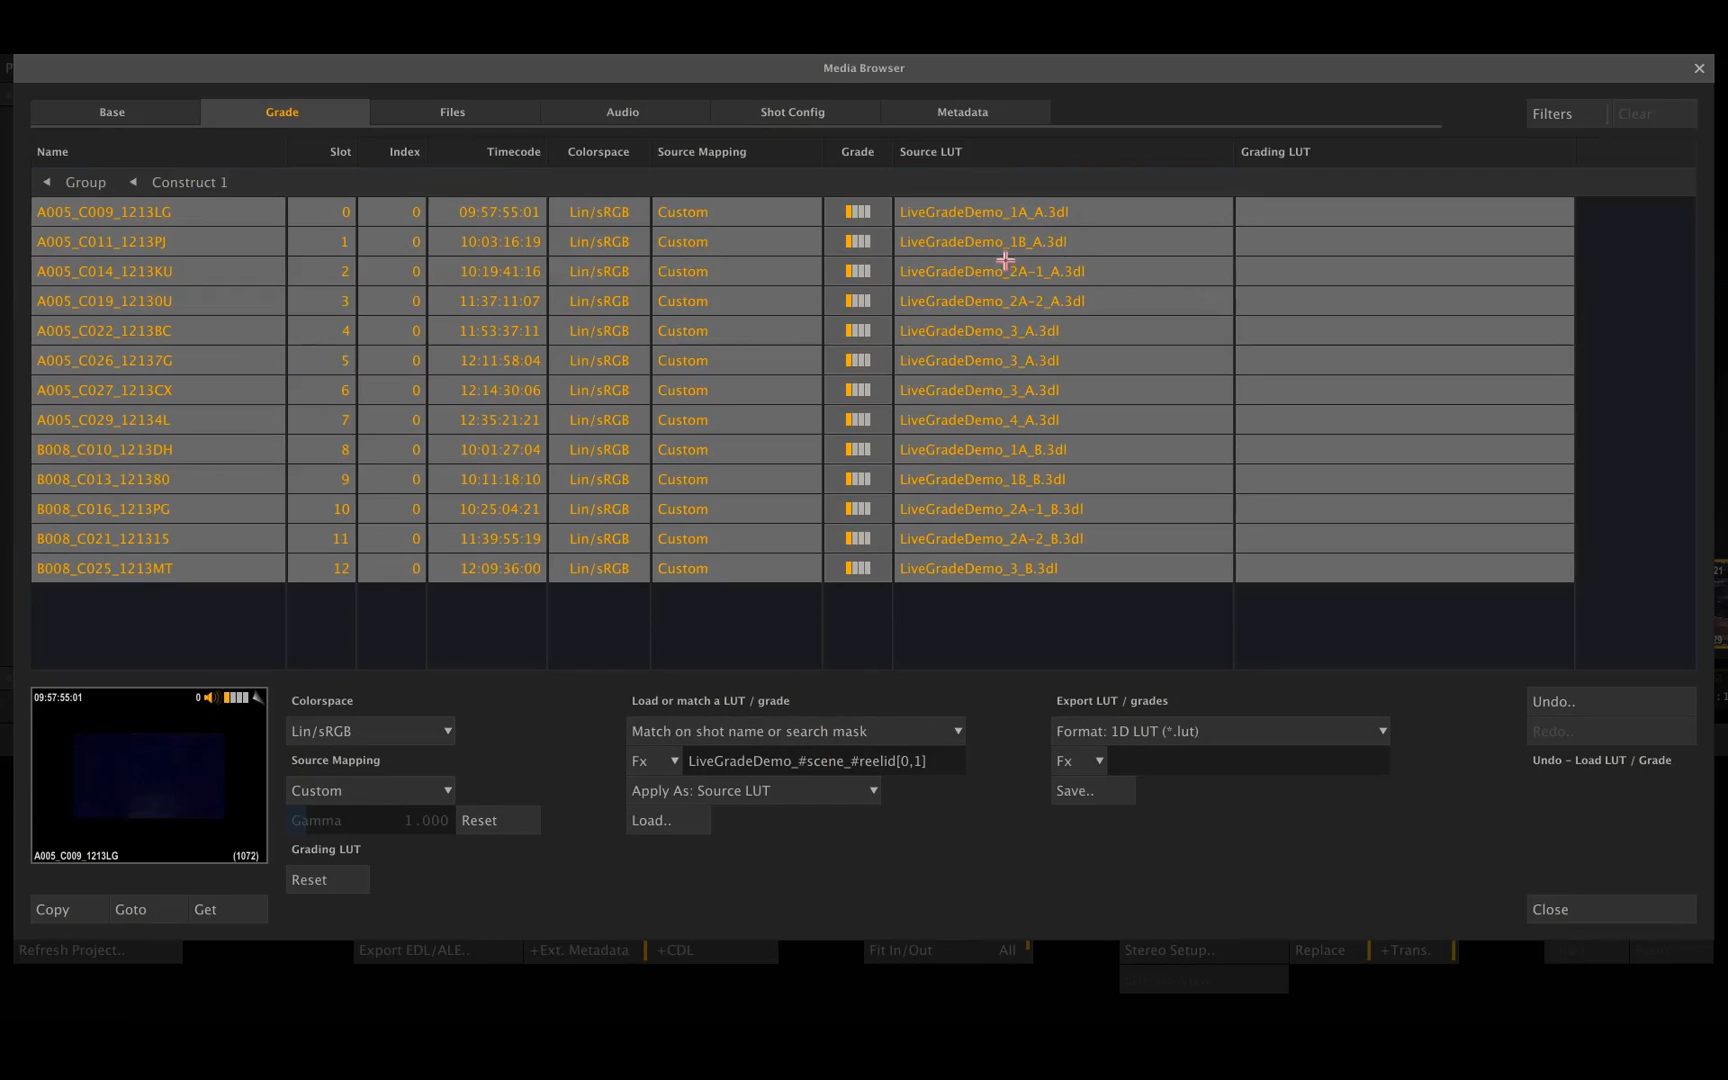 Media Browser
Base Grade Files Audio Shot Config Metadata Filters Clear
Name Slot Index Timecode Colorspace Source Mapping Grade Source LUT Grading LUT
Group Construct 1
A005_C009_1213LG 0 0 09:57:55:01 Lin/sRGB Custom LiveGradeDemo_1A_A.3dl
A005_C011_1213PJ 1 0 10:03:16:19 Lin/sRGB Custom LiveGradeDemo_1B_A.3dl
A005_C014_1213KU 2 0 10:19:41:16 Lin/sRGB Custom LiveGradeDemo_2A-1_A.3dl
A005_C019_12130U 3 0 11:37:11:07 Lin/sRGB Custom LiveGradeDemo_2A-2_A.3dl
A005_C022_1213BC 4 0 11:53:37:11 Lin/sRGB Custom LiveGradeDemo_3_A.3dl
A005_C026_12137G 5 0 12:11:58:04 Lin/sRGB Custom LiveGradeDemo_3_A.3dl
A005_C027_1213CX 6 0 12:14:30:06 Lin/sRGB Custom LiveGradeDemo_3_A.3dl
A005_C029_12134L 7 0 12:35:21:21 Lin/sRGB Custom LiveGradeDemo_4_A.3dl
B008_C010_1213DH 8 0 10:01:27:04 Lin/sRGB Custom LiveGradeDemo_1A_B.3dl
B008_C013_121380 9 0 10:11:18:10 Lin/sRGB Custom LiveGradeDemo_1B_B.3dl
B008_C016_1213PG 10 0 10:25:04:21 Lin/sRGB Custom LiveGradeDemo_2A-1_B.3dl
B008_C021_121315 11 0 11:39:55:19 Lin/sRGB Custom LiveGradeDemo_2A-2_B.3dl
B008_C025_1213MT 12 0 12:09:36:00 Lin/sRGB Custom LiveGradeDemo_3_B.3dl
09:57:55:01 0
A005_C009_1213LG (1072)
Copy Goto Get
Colorspace
Lin/sRGB
Source Mapping
Custom
Gamma 1.000 Reset
Grading LUT
Reset
Load or match a LUT / grade
Match on shot name or search mask
Fx LiveGradeDemo_#scene_#reelid[0,1]
Apply As: Source LUT
Load..
Export LUT / grades
Format: 1D LUT (*.lut)
Fx
Save..
Undo..
Redo..
Undo - Load LUT / Grade
Close
Refresh Project.. Export EDL/ALE.. +Ext. Metadata +CDL Fit In/Out All Stereo Setup.. Replace +Trans.